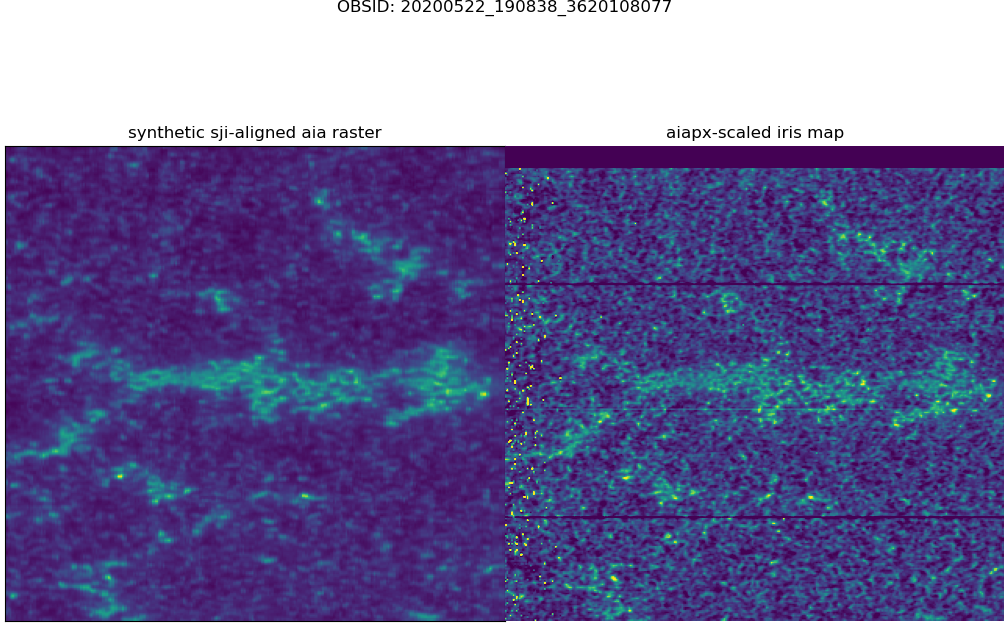 OBSID: 20200522_190838_3620108077
synthetic sji-aligned aia raster
aiapx-scaled iris map